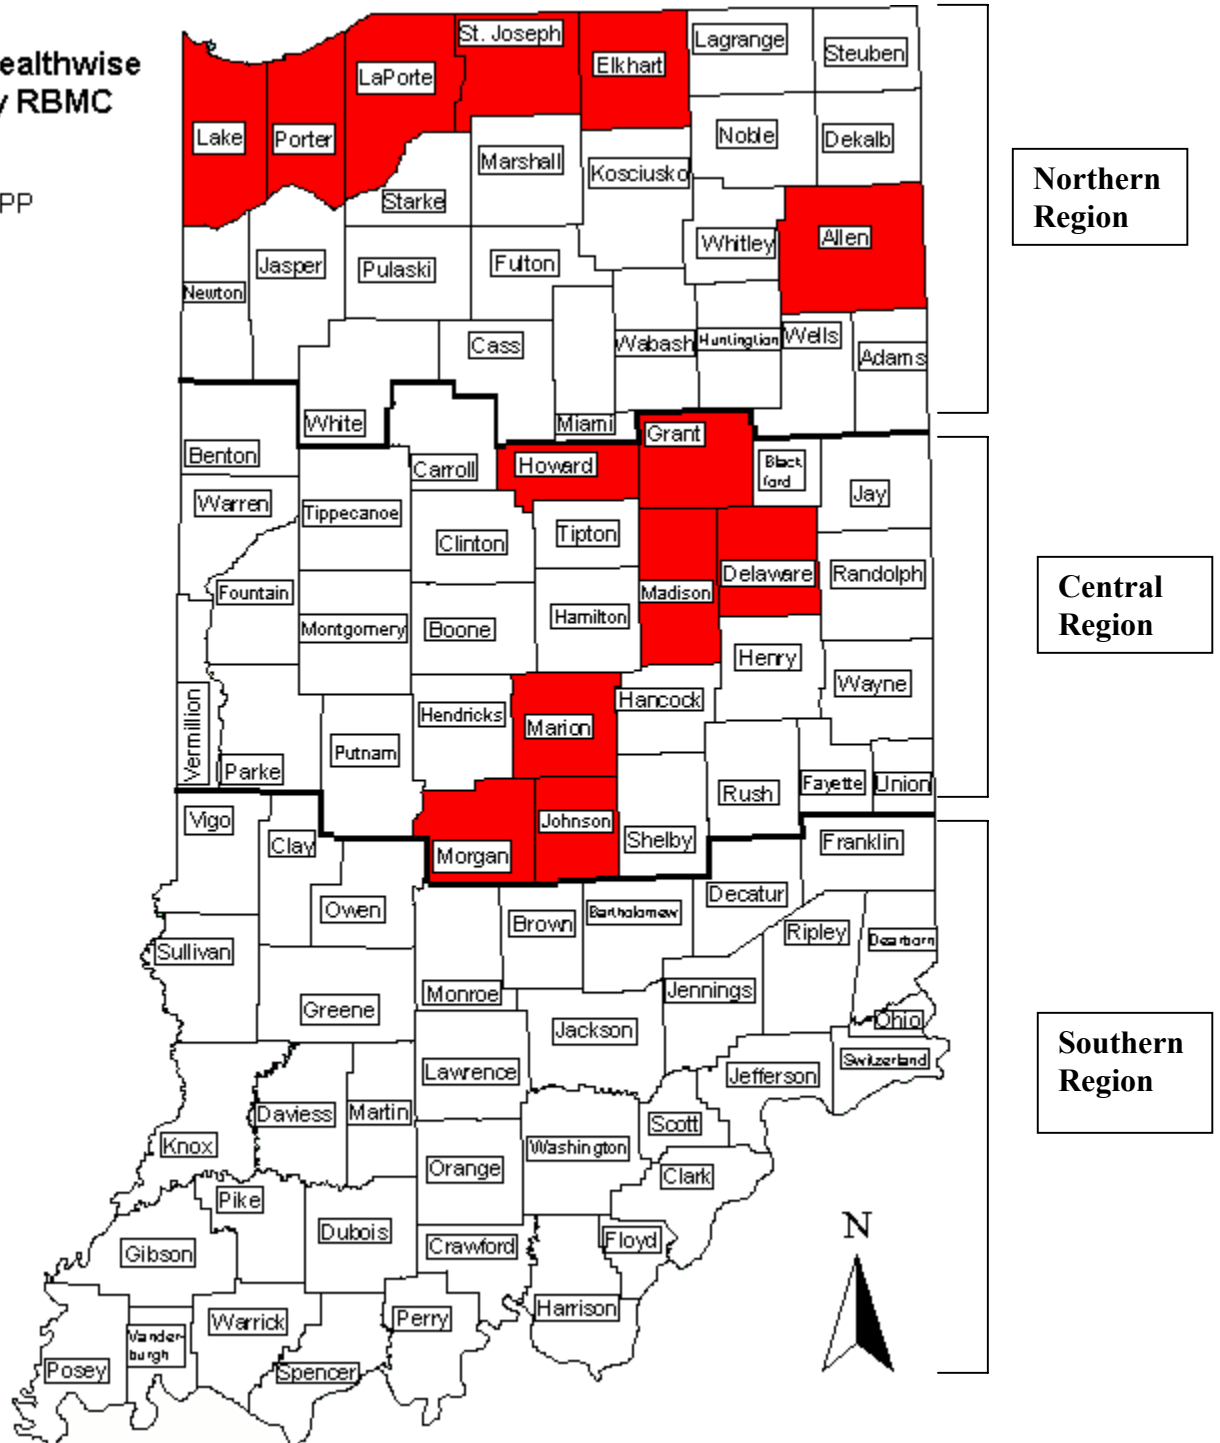 ealthwise
y RBMC
PP
St. Joseph
Lagrange
Steuben
LaPorte
Elkhart
Lake
Porter
Noble
Dekalb
Marshall
Kosciusko
Starke
Northern
Region
Whitley
Allen
Jasper
Pulaski
Fulton
Newton
Cass
Wabash
Huntington
Wells
Adams
White
Miami
Grant
Benton
Carroll
Howard
Black
ford
Jay
Warren
Tippecanoe
Clinton
Tipton
Fountain
Madison
Delaware
Randolph
Central
Region
Montgomery
Boone
Hamilton
Henry
Wayne
Vermillion
Hendricks
Marion
Hancock
Parke
Putnam
Rush
Fayette
Union
Vigo
Clay
Morgan
Johnson
Shelby
Franklin
Owen
Brown
Bartholomew
Decatur
Sullivan
Ripley
Dearborn
Greene
Monroe
Jennings
Jackson
Ohio
Switzerland
Southern
Region
Lawrence
Jefferson
Daviess
Martin
Scott
Knox
Orange
Washington
Clark
Pike
Dubois
Crawford
Floyd
N
Gibson
Warrick
Perry
Harrison
Vander-
burgh
Posey
Spencer